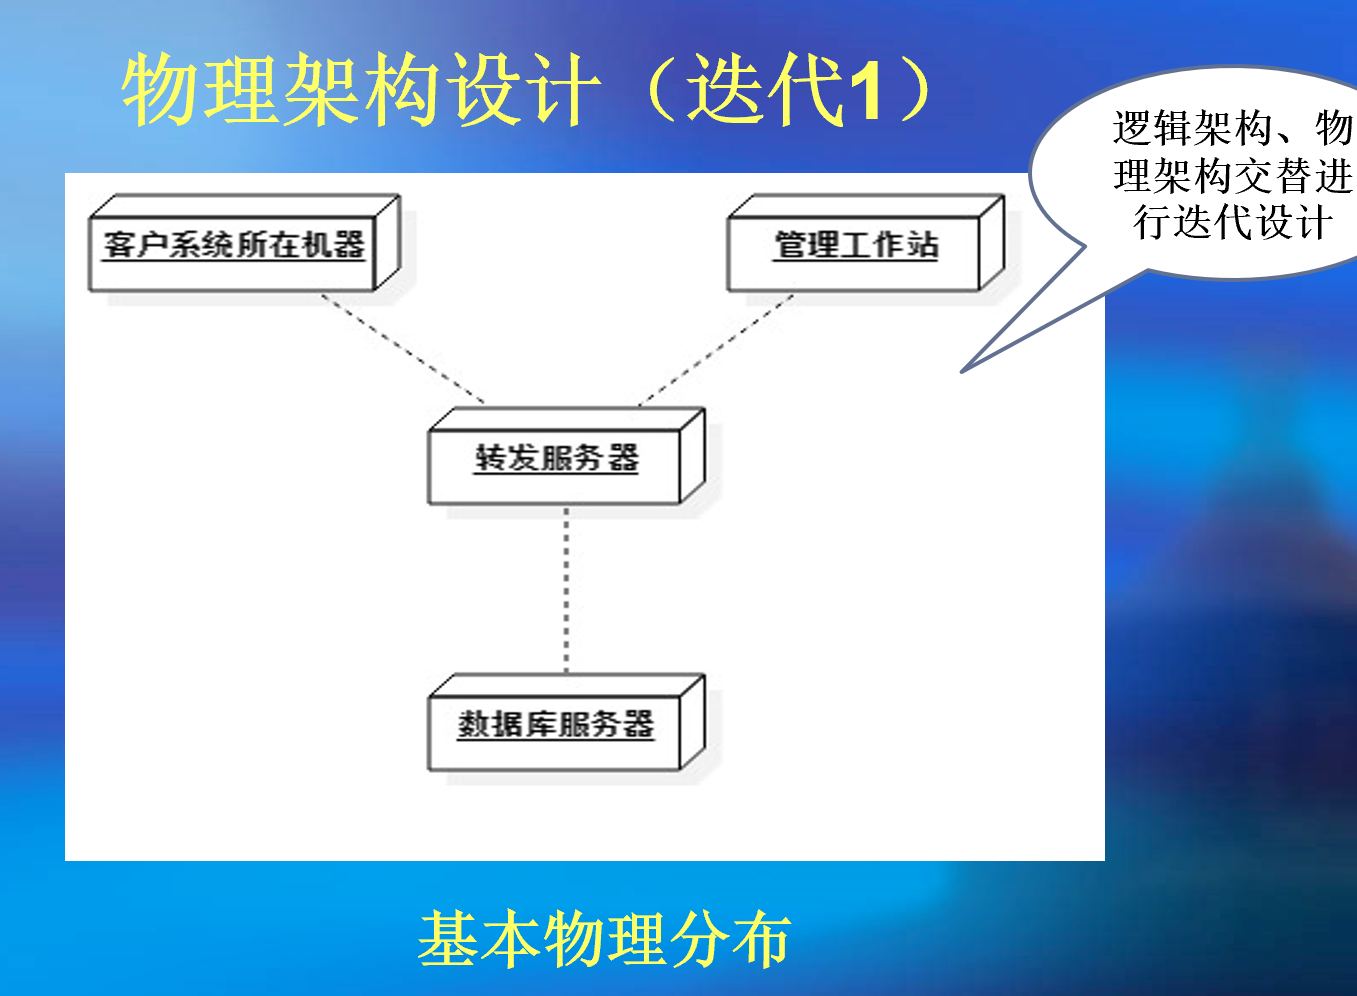 物理架构设计（迭代1）
逻辑架构、物
理架构交替进
行迭代设计
客户系统所在机器
管理工作站
转发服务器
数据库服务器
基本物理分布